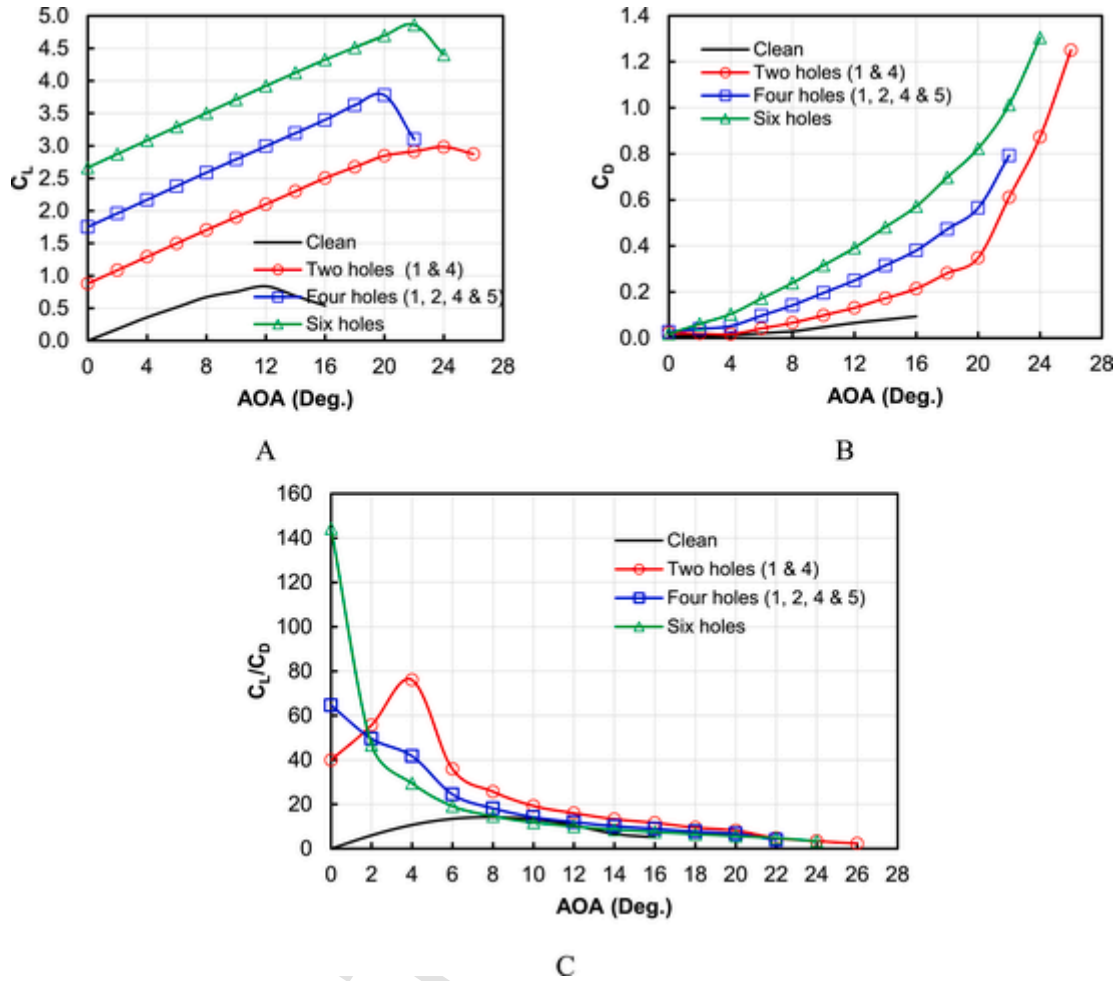 5.0
4.5
4.0
3.5
3.0
2.5
2.0
1.5
1.0
0.5
0.0
CL
Clean
Two holes (1 & 4)
Four holes (1, 2, 4 & 5)
Six holes
0 4 8 12 16 20 24 28
AOA (Deg.)
A
1.4
1.2
1.0
0.8
0.6
0.4
0.2
0.0
CD
Clean
Two holes (1 & 4)
Four holes (1, 2, 4 & 5)
Six holes
0 4 8 12 16 20 24 28
AOA (Deg.)
B
160
140
120
100
80
60
40
20
0
CL/CD
Clean
Two holes (1 & 4)
Four holes (1, 2, 4 & 5)
Six holes
0 2 4 6 8 10 12 14 16 18 20 22 24 26 28
AOA (Deg.)
C